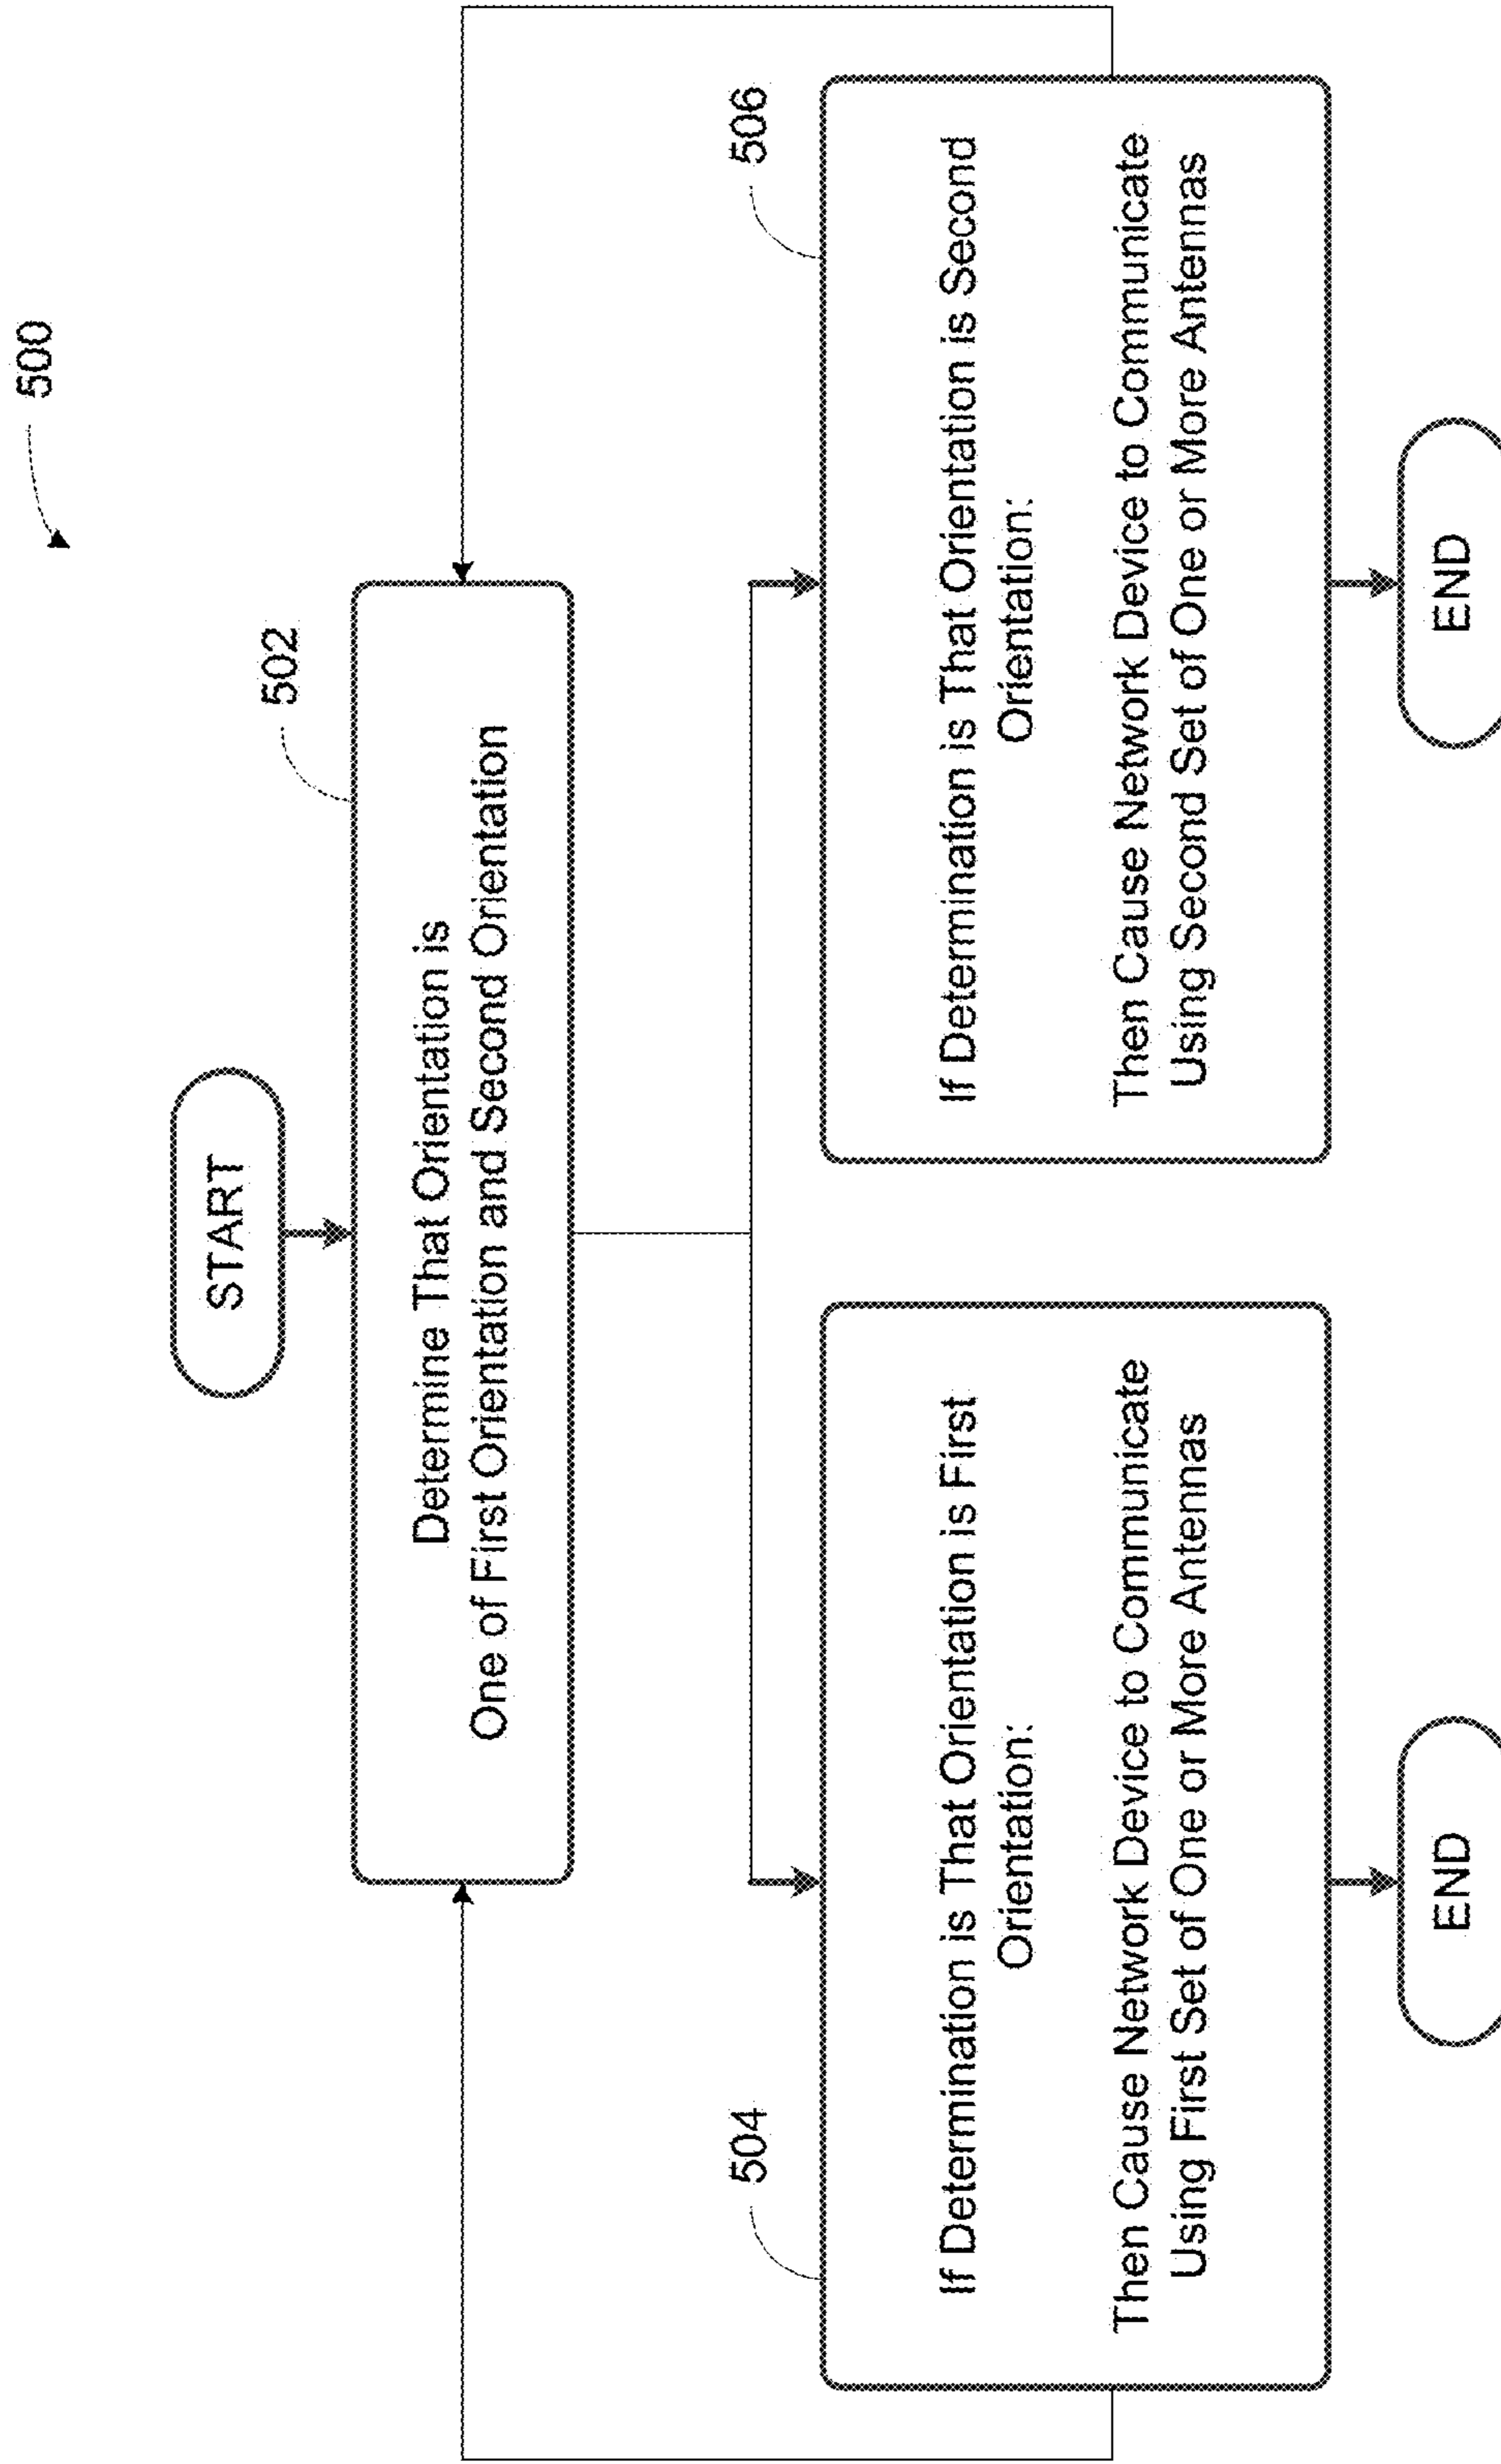 500
START
502
Determine That Orientation is
One of First Orientation and Second Orientation
504
If Determination is That Orientation is First
Orientation:
Then Cause Network Device to Communicate
Using First Set of One or More Antennas
END
506
If Determination is That Orientation is Second
Orientation:
Then Cause Network Device to Communicate
Using Second Set of One or More Antennas
END